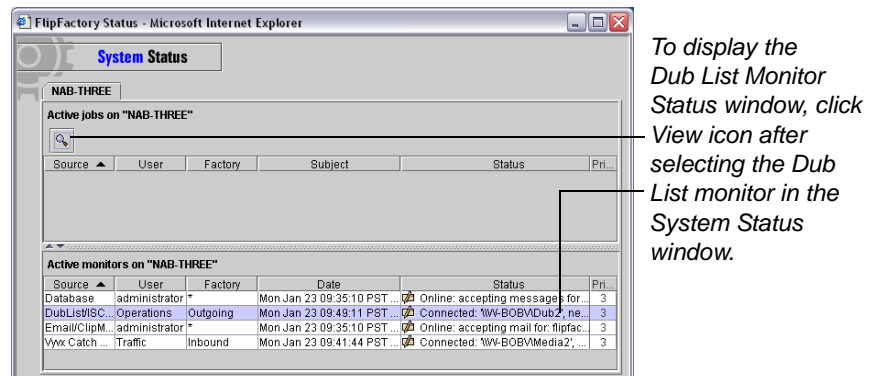 FlipFactory Status - Microsoft Internet Explorer
System Status
NAB-THREE
Active jobs on "NAB-THREE"
Source User Factory Subject Status Pri...
Active monitors on "NAB-THREE"
Source User Factory Date Status Pri...
Database administrator * Mon Jan 23 09:35:10 PST ... Online: accepting messages for... 3
DubList/ISC... Operations Outgoing Mon Jan 23 09:49:11 PST ... Connected: '\\W-BOBV\Dub2', ne... 3
Email/ClipM... administrator * Mon Jan 23 09:35:10 PST ... Online: accepting mail for: flipfac... 3
Vyvx Catch ... Traffic Inbound Mon Jan 23 09:41:44 PST ... Connected: '\\W-BOBV\Media2', ... 3
To display the
Dub List Monitor
Status window, click
View icon after
selecting the Dub
List monitor in the
System Status
window.